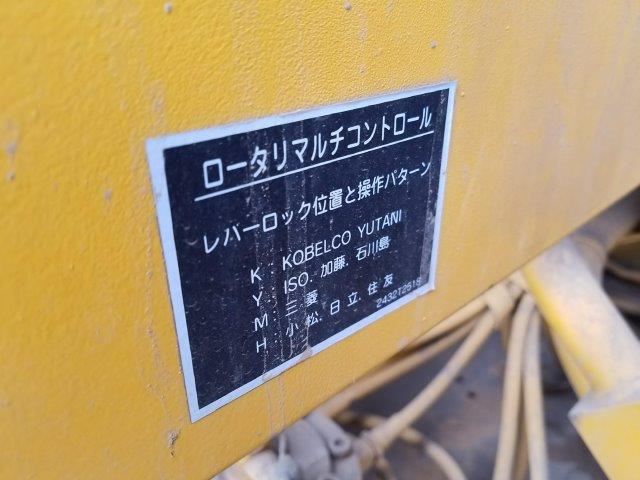 ロータリマルチコントロール
レバーロック位置と操作パターン
K : KOBELCO YUTANI
Y : ISO. 加藤. 石川島
M : 三菱
H : 小松. 日立. 住友
2432T2518